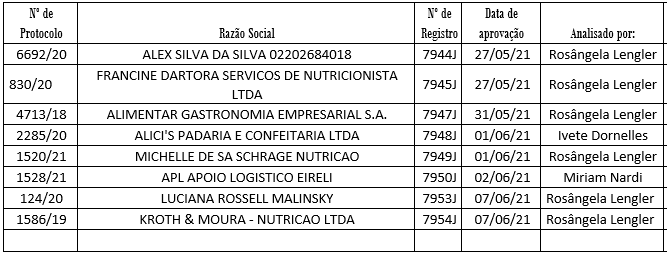 Nº de Protocolo Razão Social Nº de Registro Data de aprovação Analisado por:
6692/20 ALEX SILVA DA SILVA 02202684018 7944J 27/05/21 Rosângela Lengler
830/20 FRANCINE DARTORA SERVICOS DE NUTRICIONISTA LTDA 7945J 27/05/21 Rosângela Lengler
4713/18 ALIMENTAR GASTRONOMIA EMPRESARIAL S.A. 7947J 31/05/21 Rosângela Lengler
2285/20 ALICI'S PADARIA E CONFEITARIA LTDA 7948J 01/06/21 Ivete Dornelles
1520/21 MICHELLE DE SA SCHRAGE NUTRICAO 7949J 01/06/21 Rosângela Lengler
1528/21 APL APOIO LOGISTICO EIRELI 7950J 02/06/21 Miriam Nardi
124/20 LUCIANA ROSSELL MALINSKY 7953J 07/06/21 Rosângela Lengler
1586/19 KROTH & MOURA - NUTRICAO LTDA 7954J 07/06/21 Rosângela Lengler